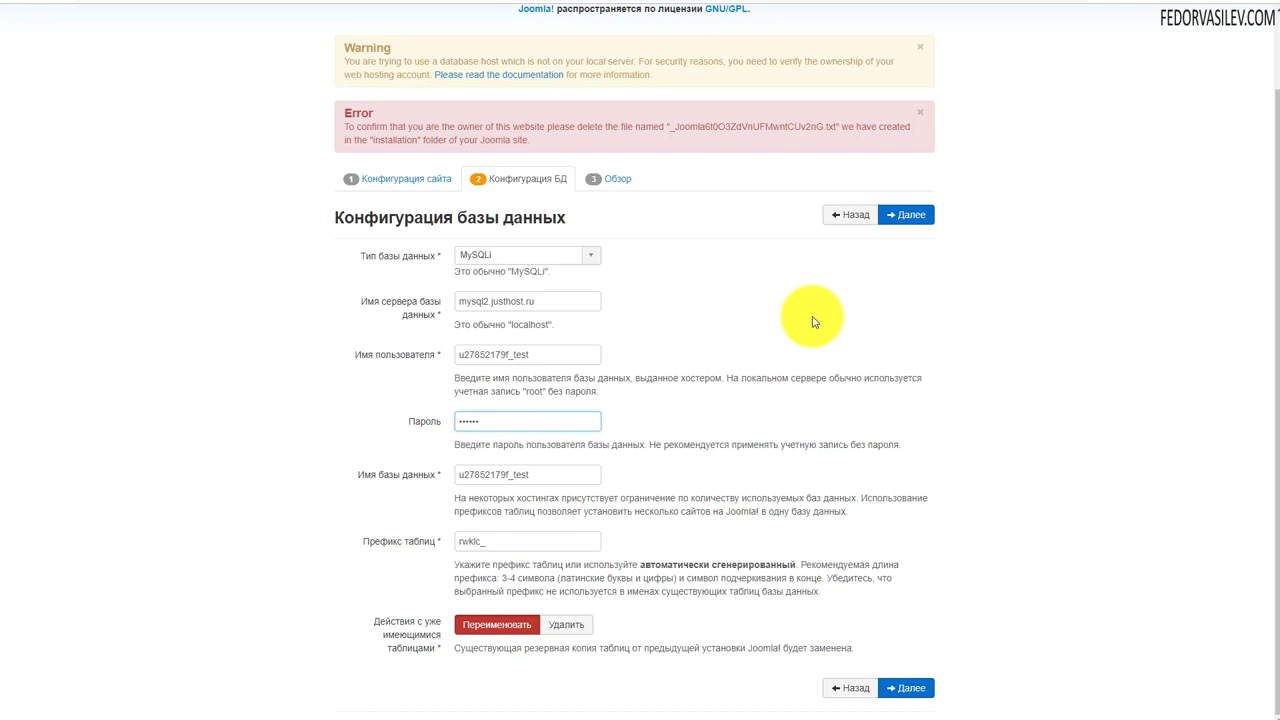 Joomla! распространяется по лицензии GNU/GPL.
FEDORVASILEV.COM
Warning
You are trying to use a database host which is not on your local server. For security reasons, you need to verify the ownership of your
web hosting account. Please read the documentation for more information.
Error
To confirm that you are the owner of this website please delete the file named "_Joomla6t0O3ZdVnUFMwntCUv2nG.txt" we have created
in the "installation" folder of your Joomla site.
1 Конфигурация сайта
2 Конфигурация БД
3 Обзор
Конфигурация базы данных
Назад
Далее
Тип базы данных *
MySQLi
Это обычно "MySQLi".
Имя сервера базы
данных *
mysql2.justhost.ru
Это обычно "localhost".
Имя пользователя *
u27852179f_test
Введите имя пользователя базы данных, выданное хостером. На локальном сервере обычно используется
учетная запись "root" без пароля.
Пароль
••••••
Введите пароль пользователя базы данных. Не рекомендуется применять учетную запись без пароля.
Имя базы данных *
u27852179f_test
На некоторых хостингах присутствует ограничение по количеству используемых баз данных. Использование
префиксов таблиц позволяет установить несколько сайтов на Joomla! в одну базу данных.
Префикс таблиц *
rwklc_
Укажите префикс таблиц или используйте автоматически сгенерированный. Рекомендуемая длина
префикса: 3-4 символа (латинские буквы и цифры) и символ подчеркивания в конце. Убедитесь, что
выбранный префикс не используется в именах существующих таблиц базы данных.
Действия с уже
имеющимися
таблицами *
Переименовать
Удалить
Существующая резервная копия таблиц от предыдущей установки Joomla! будет заменена.
Назад
Далее